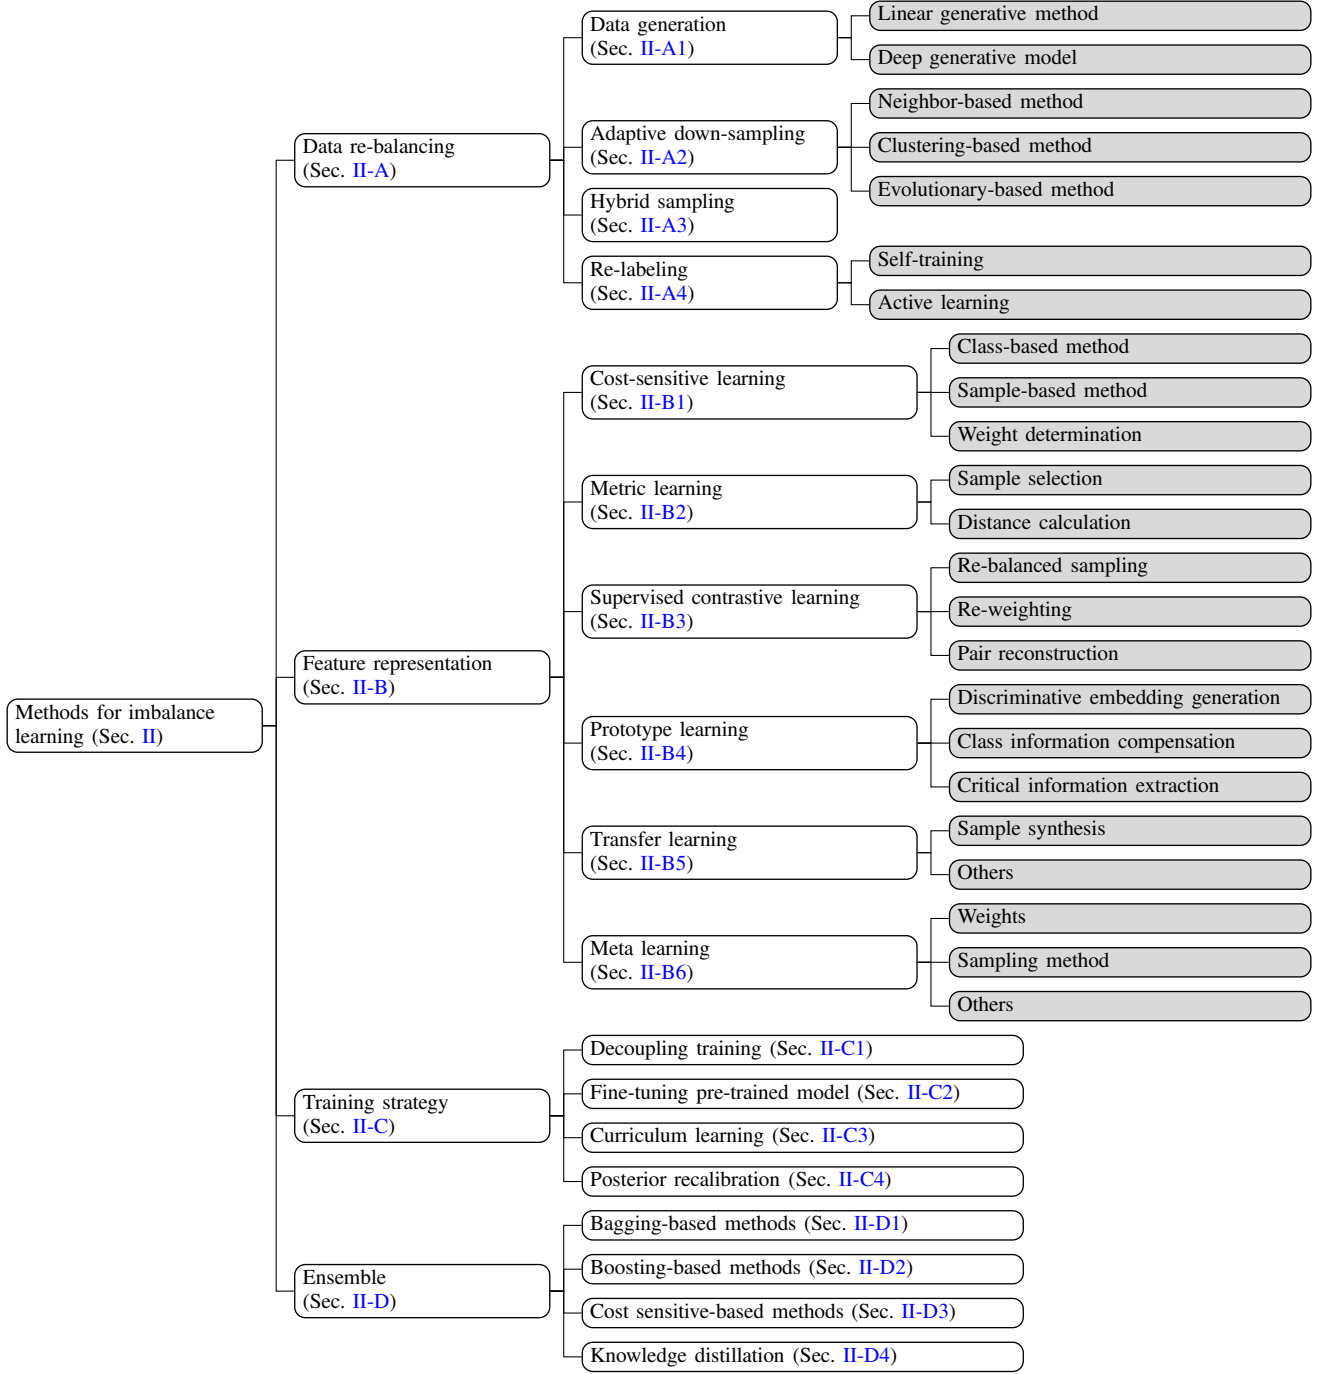 Methods for imbalance
learning (Sec. II)
Data re-balancing
(Sec. II-A)
Data generation
(Sec. II-A1)
Linear generative method
Deep generative model
Adaptive down-sampling
(Sec. II-A2)
Neighbor-based method
Clustering-based method
Evolutionary-based method
Hybrid sampling
(Sec. II-A3)
Re-labeling
(Sec. II-A4)
Self-training
Active learning
Feature representation
(Sec. II-B)
Cost-sensitive learning
(Sec. II-B1)
Class-based method
Sample-based method
Weight determination
Metric learning
(Sec. II-B2)
Sample selection
Distance calculation
Supervised contrastive learning
(Sec. II-B3)
Re-balanced sampling
Re-weighting
Pair reconstruction
Prototype learning
(Sec. II-B4)
Discriminative embedding generation
Class information compensation
Critical information extraction
Transfer learning
(Sec. II-B5)
Sample synthesis
Others
Meta learning
(Sec. II-B6)
Weights
Sampling method
Others
Training strategy
(Sec. II-C)
Decoupling training (Sec. II-C1)
Fine-tuning pre-trained model (Sec. II-C2)
Curriculum learning (Sec. II-C3)
Posterior recalibration (Sec. II-C4)
Ensemble
(Sec. II-D)
Bagging-based methods (Sec. II-D1)
Boosting-based methods (Sec. II-D2)
Cost sensitive-based methods (Sec. II-D3)
Knowledge distillation (Sec. II-D4)